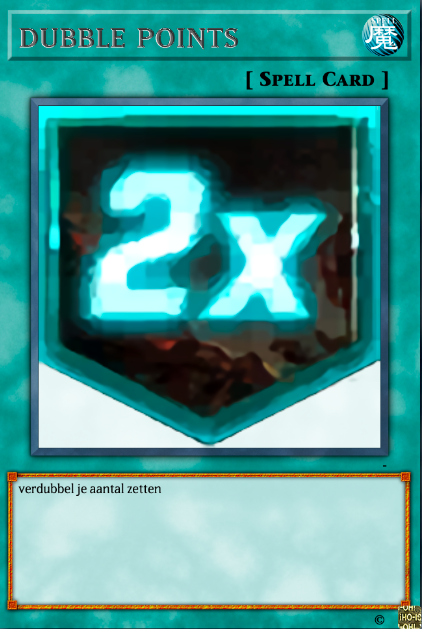 DUBBLE POINTS
魔
[ SPELL CARD ]
2x
-
verdubbel je aantal zetten
©